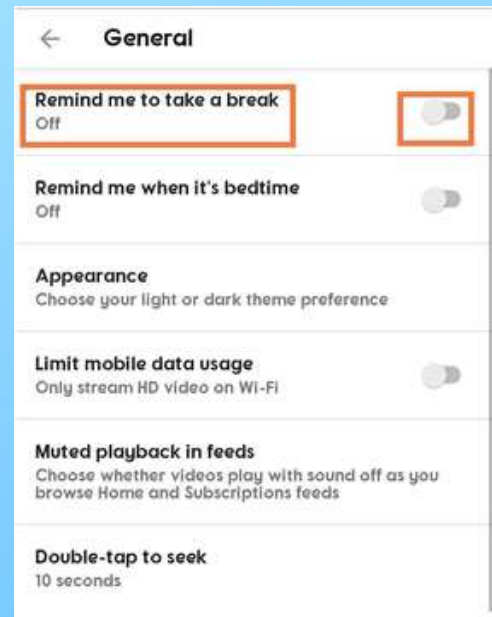 General
Remind me to take a break
Off
Remind me when it's bedtime
Off
Appearance
Choose your light or dark theme preference
Limit mobile data usage
Only stream HD video on Wi-Fi
Muted playback in feeds
Choose whether videos play with sound off as you
browse Home and Subscriptions feeds
Double-tap to seek
10 seconds